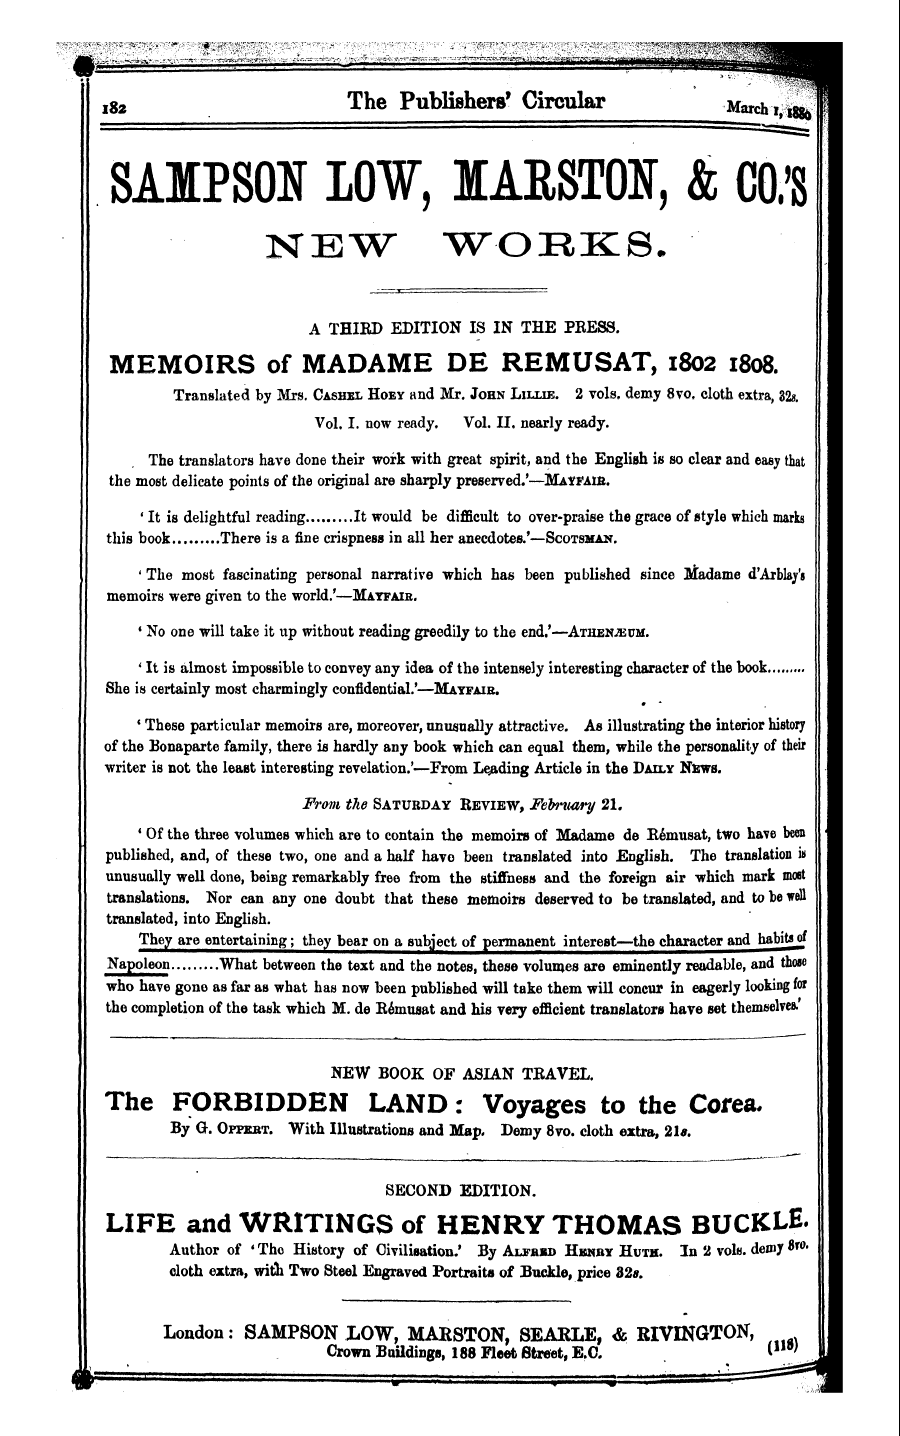 182
The Publishers' Circular
March 1, 1880
SAMPSON LOW, MARSTON, & CO.'S
NEW WORKS.
A THIRD EDITION IS IN THE PRESS.
MEMOIRS of MADAME DE REMUSAT, 1802 1808.
Translated by Mrs. CASHEL HOEY and Mr. JOHN LILLIE. 2 vols. demy 8vo. cloth extra, 32s.
Vol. I. now ready. Vol. II. nearly ready.
The translators have done their work with great spirit, and the English is so clear and easy that
the most delicate points of the original are sharply preserved.'—MAYFAIR.
'It is delightful reading.........It would be difficult to over-praise the grace of style which marks
this book.........There is a fine crispness in all her anecdotes.'—SCOTSMAN.
'The most fascinating personal narrative which has been published since Madame d'Arblay's
memoirs were given to the world.'—MAYFAIR.
'No one will take it up without reading greedily to the end.'—ATHENÆUM.
'It is almost impossible to convey any idea of the intensely interesting character of the book.........
She is certainly most charmingly confidential.'—MAYFAIR.
'These particular memoirs are, moreover, unusually attractive. As illustrating the interior history
of the Bonaparte family, there is hardly any book which can equal them, while the personality of their
writer is not the least interesting revelation.'—From Leading Article in the DAILY NEWS.
From the SATURDAY REVIEW, February 21.
'Of the three volumes which are to contain the memoirs of Madame de Rémusat, two have been
published, and, of these two, one and a half have been translated into English. The translation is
unusually well done, being remarkably free from the stiffness and the foreign air which mark most
translations. Nor can any one doubt that these memoirs deserved to be translated, and to be well
translated, into English.
They are entertaining; they bear on a subject of permanent interest—the character and habits of
Napoleon.........What between the text and the notes, these volumes are eminently readable, and those
who have gone as far as what has now been published will take them will concur in eagerly looking for
the completion of the task which M. de Rémusat and his very efficient translators have set themselves.'
NEW BOOK OF ASIAN TRAVEL.
The FORBIDDEN LAND: Voyages to the Corea.
By G. OPPERT. With Illustrations and Map. Demy 8vo. cloth extra, 21s.
SECOND EDITION.
LIFE and WRITINGS of HENRY THOMAS BUCKLE.
Author of 'The History of Civilisation.' By ALFRED HENRY HUTH. In 2 vols. demy 8vo.
cloth extra, with Two Steel Engraved Portraits of Buckle, price 32s.
London: SAMPSON LOW, MARSTON, SEARLE, & RIVINGTON,
Crown Buildings, 188 Fleet Street, E.C.
(118)